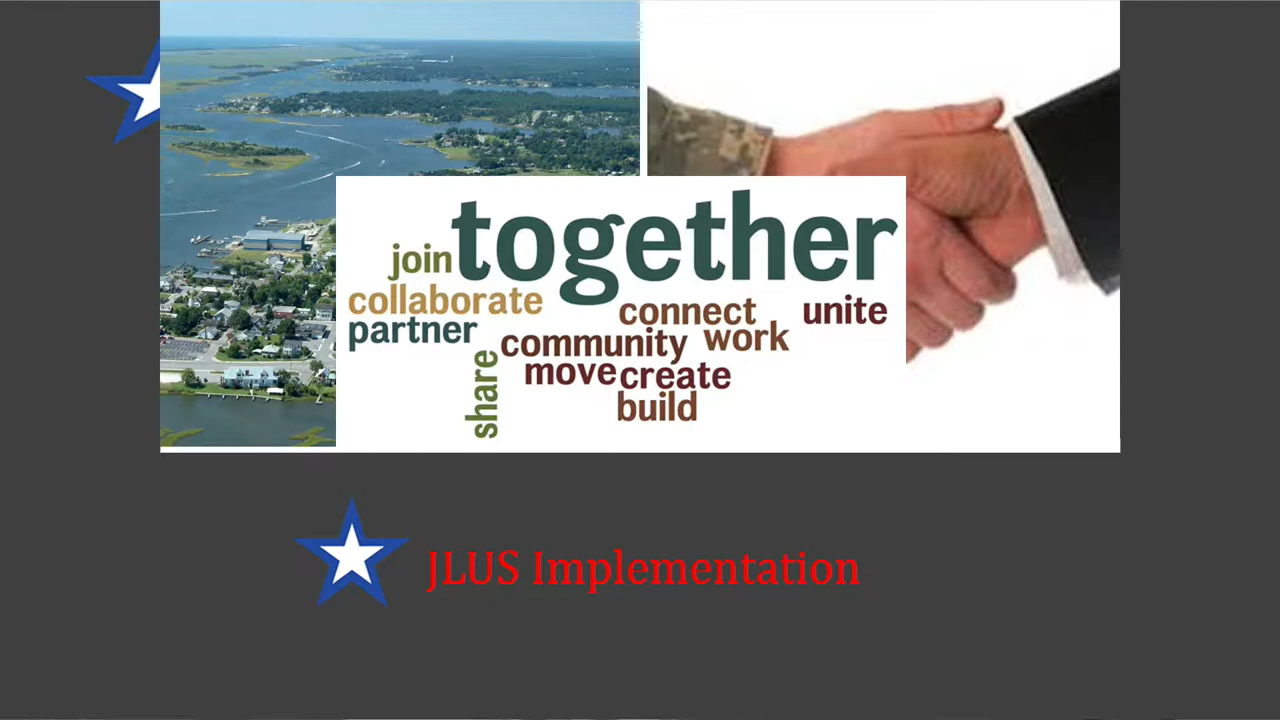 together
join
collaborate
connect
unite
partner
community
work
share
move
create
build
JLUS Implementation